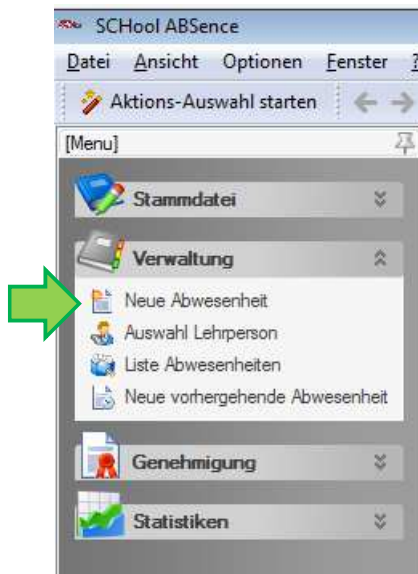 SCHool ABSence
Datei Ansicht Optionen Fenster ?
Aktions-Auswahl starten
[Menu]
Stammdatei
Verwaltung
Neue Abwesenheit
Auswahl Lehrperson
Liste Abwesenheiten
Neue vorhergehende Abwesenheit
Genehmigung
Statistiken